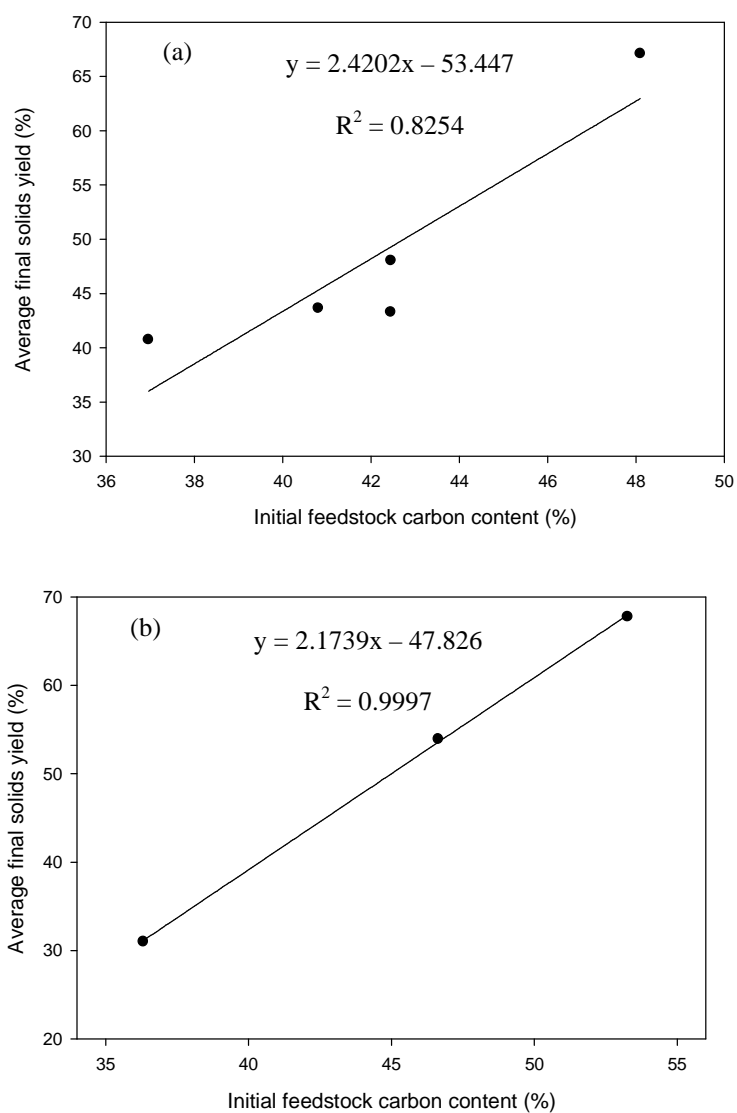 (a)
y = 2.4202x – 53.447
R² = 0.8254
Average final solids yield (%)
70
65
60
55
50
45
40
35
30
36 38 40 42 44 46 48 50
Initial feedstock carbon content (%)
(b)
y = 2.1739x – 47.826
R² = 0.9997
Average final solids yield (%)
70
60
50
40
30
20
35 40 45 50 55
Initial feedstock carbon content (%)